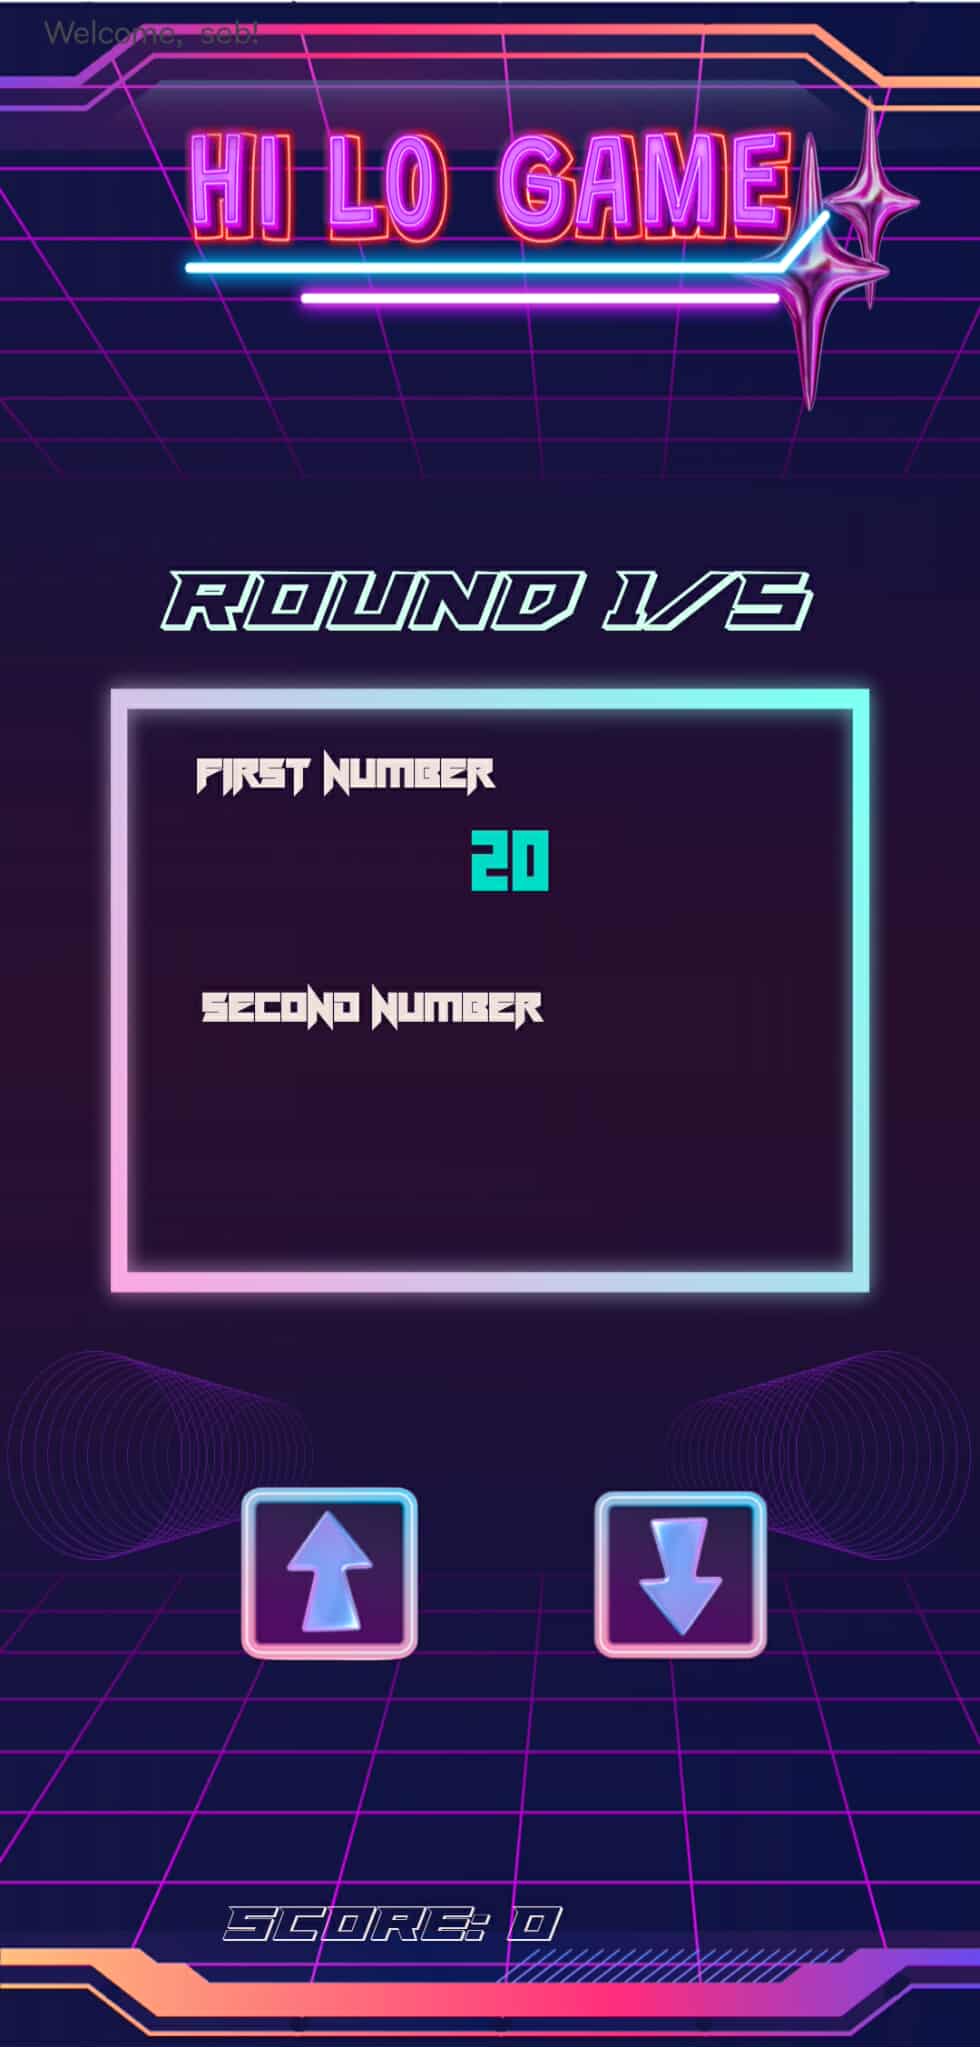 Welcome, seb!
HI LO GAME
ROUND 1/5
FIRST NUMBER
20
SECOND NUMBER
SCORE: 0